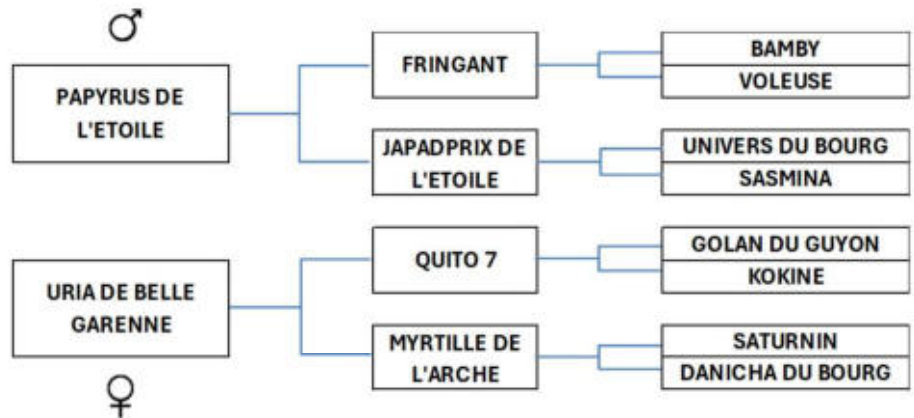 ♂
PAPYRUS DE
L'ETOILE
FRINGANT
BAMBY
VOLEUSE
JAPADPRIX DE
L'ETOILE
UNIVERS DU BOURG
SASMINA
URIA DE BELLE
GARENNE
QUITO 7
GOLAN DU GUYON
KOKINE
MYRTILLE DE
L'ARCHE
SATURNIN
DANICHA DU BOURG
♀